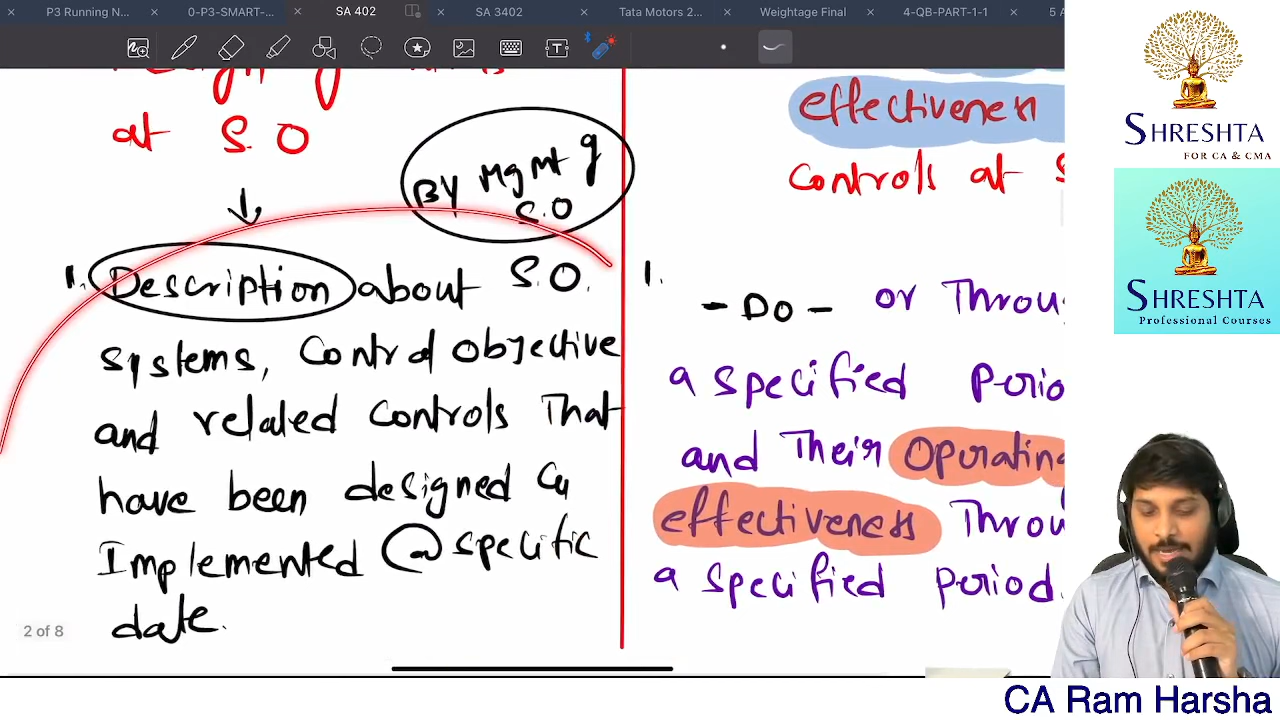 P3 Running N...
0-P3-SMART-...
SA 402
SA 3402
Tata Motors 2...
Weightage Final
4-QB-PART-1-1
5 A
at S.O
By Mgmt of
S.O
1. Description about S.O.
systems, Control objective
and related controls That
have been designed &
Implemented @ specific
date.
2 of 8
effectiveness
controls at S
1. - Do - or Throu
a specified Perio
and Their Operating
effectiveness Throu
a specified period.
SHRESHTA
FOR CA & CMA
SHRESHTA
Professional Courses
CA Ram Harsha